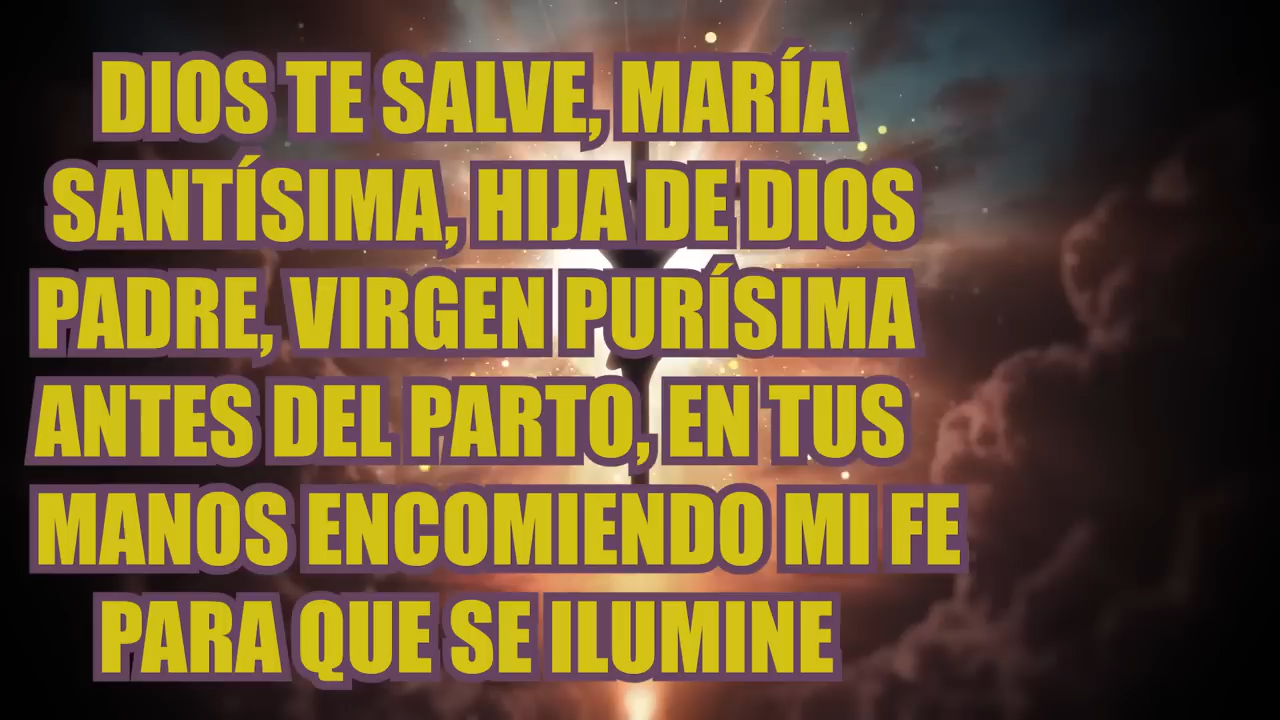 DIOS TE SALVE, MARÍA
SANTÍSIMA, HIJA DE DIOS
PADRE, VIRGEN PURÍSIMA
ANTES DEL PARTO, EN TUS
MANOS ENCOMIENDO MI FE
PARA QUE SE ILUMINE